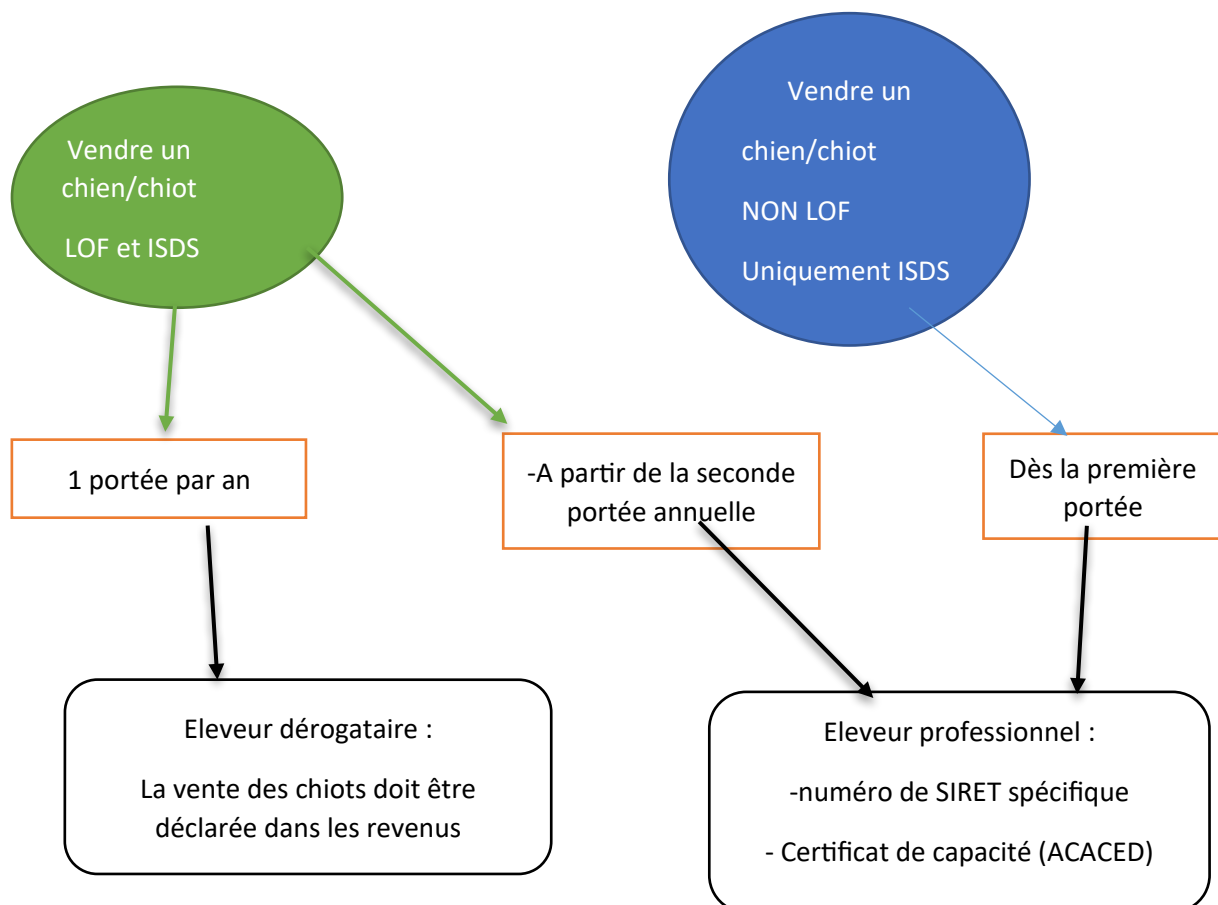 Vendre un
chien/chiot
LOF et ISDS
Vendre un
chien/chiot
NON LOF
Uniquement ISDS
1 portée par an
-A partir de la seconde
portée annuelle
Dès la première
portée
Eleveur dérogataire :
La vente des chiots doit être
déclarée dans les revenus
Eleveur professionnel :
-numéro de SIRET spécifique
- Certificat de capacité (ACACED)